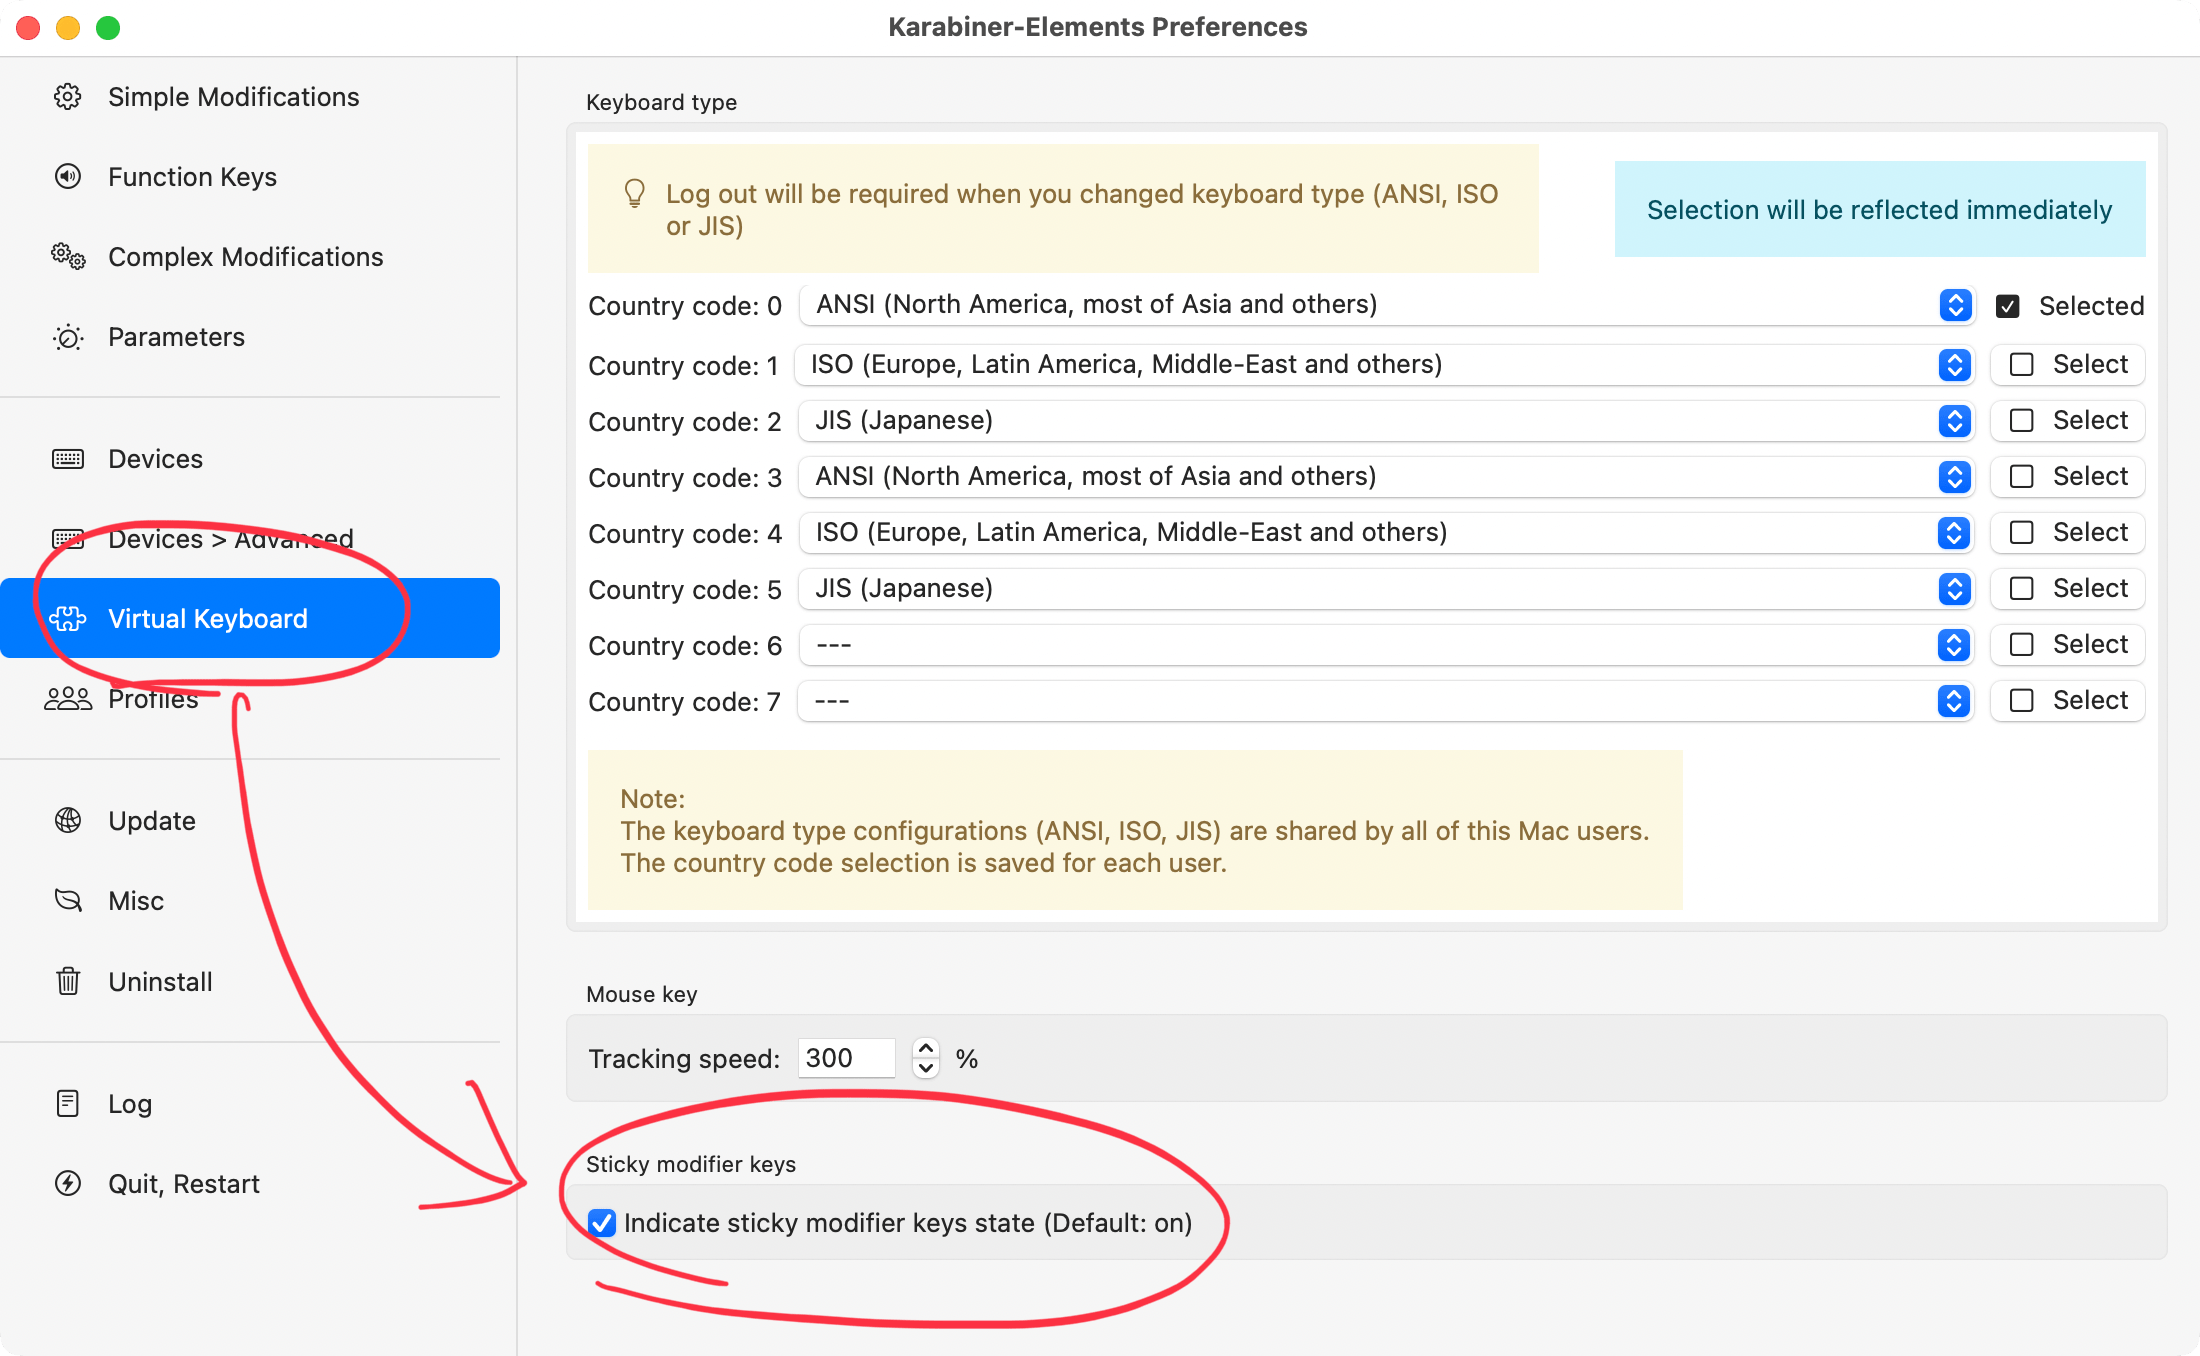 Karabiner-Elements Preferences
Simple Modifications
Function Keys
Complex Modifications
Parameters
Devices
Devices > Advanced
Virtual Keyboard
Profiles
Update
Misc
Uninstall
Log
Quit, Restart
Keyboard type
Log out will be required when you changed keyboard type (ANSI, ISO
or JIS)
Selection will be reflected immediately
Country code: 0 ANSI (North America, most of Asia and others) Selected
Country code: 1 ISO (Europe, Latin America, Middle-East and others) Select
Country code: 2 JIS (Japanese) Select
Country code: 3 ANSI (North America, most of Asia and others) Select
Country code: 4 ISO (Europe, Latin America, Middle-East and others) Select
Country code: 5 JIS (Japanese) Select
Country code: 6 --- Select
Country code: 7 --- Select
Note:
The keyboard type configurations (ANSI, ISO, JIS) are shared by all of this Mac users.
The country code selection is saved for each user.
Mouse key
Tracking speed: 300 %
Sticky modifier keys
Indicate sticky modifier keys state (Default: on)